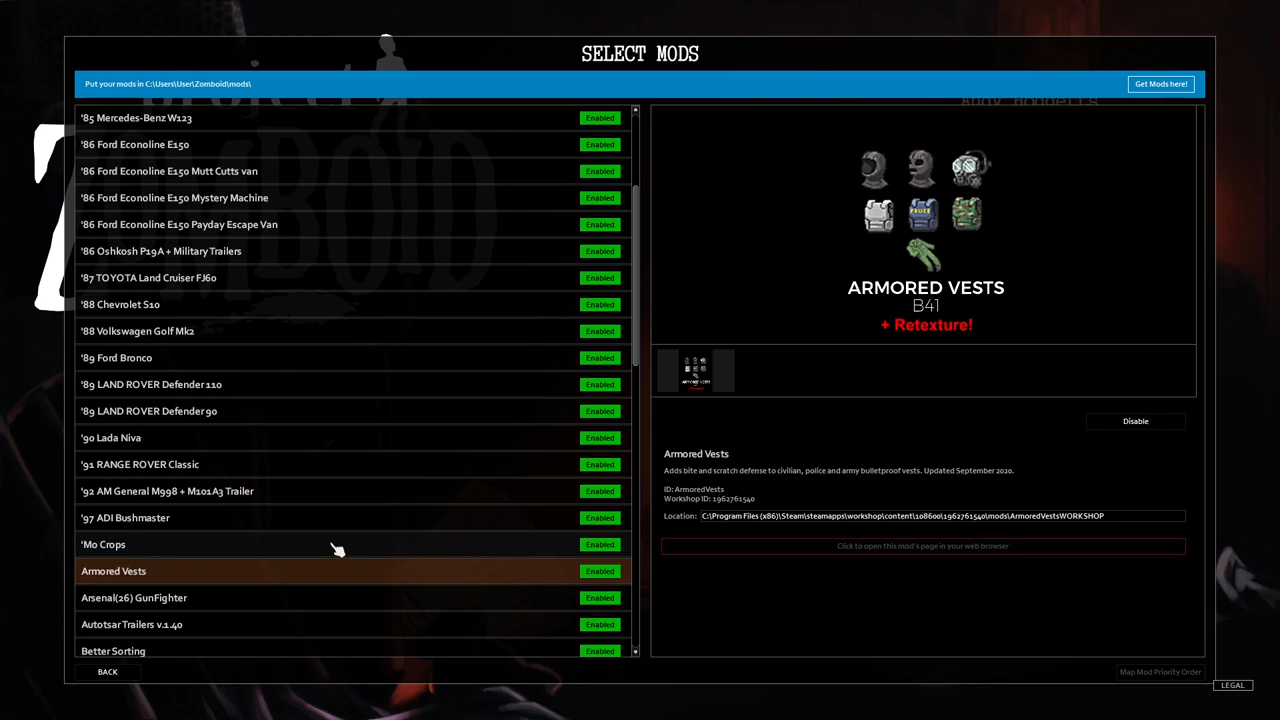 SELECT MODS
Put your mods in C:\Users\User\Zomboid\mods\
Get Mods here!
project
Andy Hodgetts
ZOMBOID
'85 Mercedes-Benz W123 Enabled
'86 Ford Econoline E150 Enabled
'86 Ford Econoline E150 Mutt Cutts van Enabled
'86 Ford Econoline E150 Mystery Machine Enabled
'86 Ford Econoline E150 Payday Escape Van Enabled
'86 Oshkosh P19A + Military Trailers Enabled
'87 TOYOTA Land Cruiser FJ60 Enabled
'88 Chevrolet S10 Enabled
'88 Volkswagen Golf Mk2 Enabled
'89 Ford Bronco Enabled
'89 LAND ROVER Defender 110 Enabled
'89 LAND ROVER Defender 90 Enabled
'90 Lada Niva Enabled
'91 RANGE ROVER Classic Enabled
'92 AM General M998 + M101A3 Trailer Enabled
'97 ADI Bushmaster Enabled
'Mo Crops Enabled
Armored Vests Enabled
Arsenal(26) GunFighter Enabled
Autotsar Trailers v.1.40 Enabled
Better Sorting Enabled
BACK
POLICE
ARMORED VESTS
B41
+ Retexture!
Disable
Armored Vests
Adds bite and scratch defense to civilian, police and army bulletproof vests. Updated September 2020.
ID: ArmoredVests
Workshop ID: 1962761540
Location: C:\Program Files (x86)\Steam\steamapps\workshop\content\108600\1962761540\mods\ArmoredVestsWORKSHOP
Click to open this mod's page in your web browser
Map Mod Priority Order
LEGAL